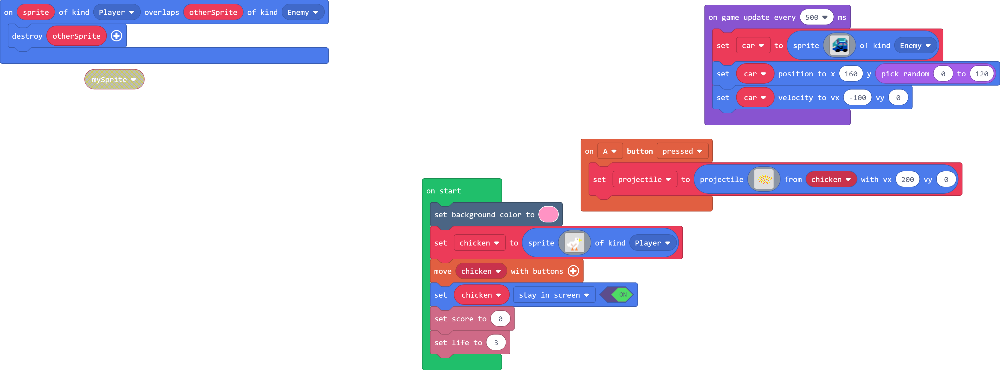 on sprite of kind Player overlaps otherSprite of kind Enemy
destroy otherSprite
mySprite
on game update every 500 ms
set car to sprite of kind Enemy
set car position to x 160 y pick random 0 to 120
set car velocity to vx -100 vy 0
on A button pressed
set projectile to projectile from chicken with vx 200 vy 0
on start
set background color to
set chicken to sprite of kind Player
move chicken with buttons
set chicken stay in screen ON
set score to 0
set life to 3